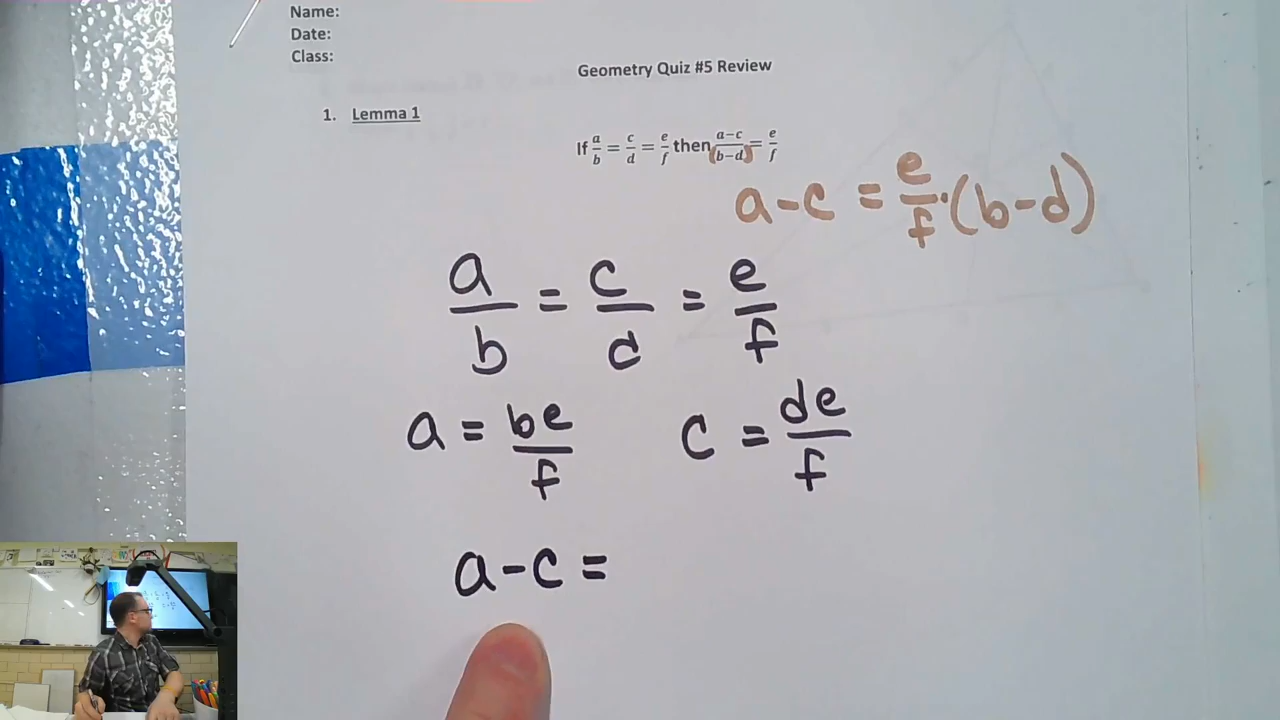 Name:
Date:
Class:
Geometry Quiz #5 Review
1. Lemma 1
If a/b = c/d = e/f then (a−c)/(b−d) = e/f
a-c = e/f ·(b-d)
a/b = c/d = e/f
a = be/f c = de/f
a-c =